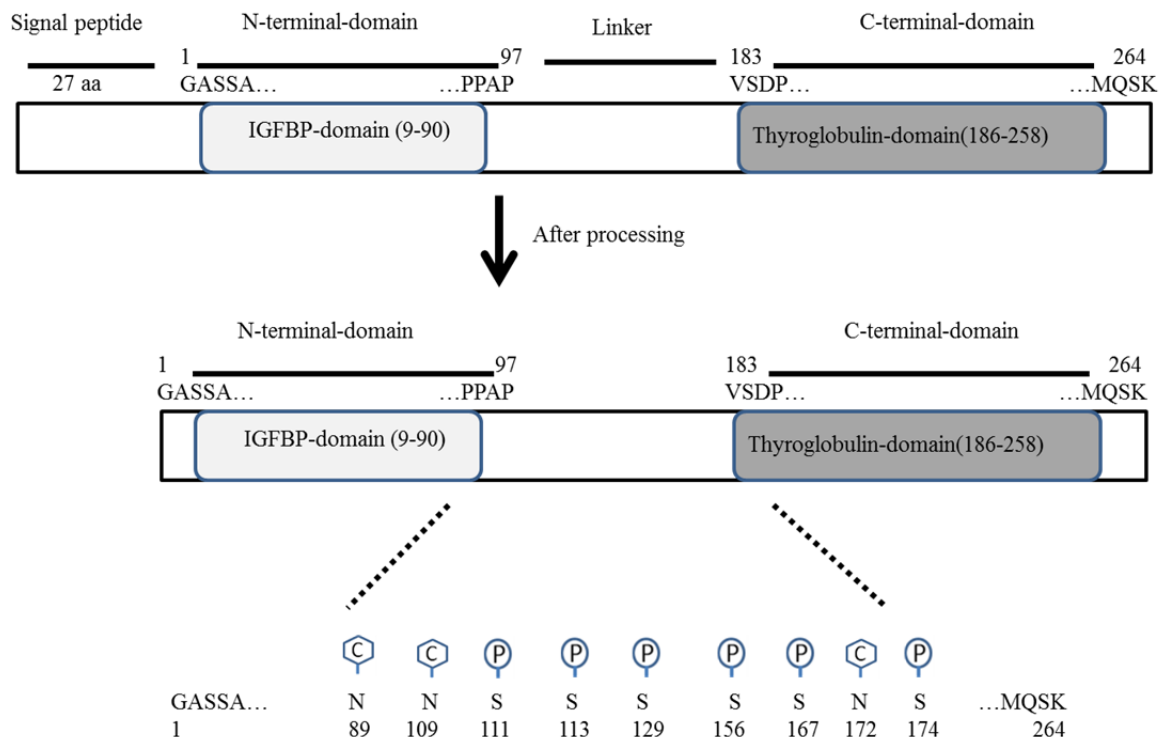 Signal peptide N-terminal-domain Linker C-terminal-domain
1 97 183 264
27 aa GASSA… …PPAP VSDP… …MQSK
IGFBP-domain (9-90) Thyroglobulin-domain(186-258)
After processing
N-terminal-domain C-terminal-domain
1 97 183 264
GASSA… …PPAP VSDP… …MQSK
IGFBP-domain (9-90) Thyroglobulin-domain(186-258)
C C P P P P P C P
GASSA… N N S S S S S N S …MQSK
1 89 109 111 113 129 156 167 172 174 264